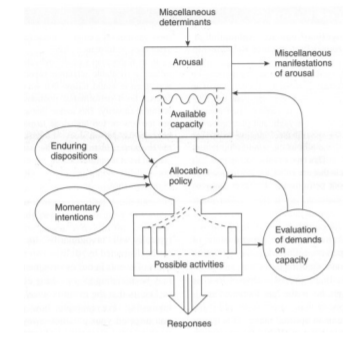 Miscellaneous
determinants
Arousal
Miscellaneous
manifestations
of arousal
Available
capacity
Enduring
dispositions
Allocation
policy
Momentary
intentions
Evaluation
of demands
on
capacity
Possible activities
Responses